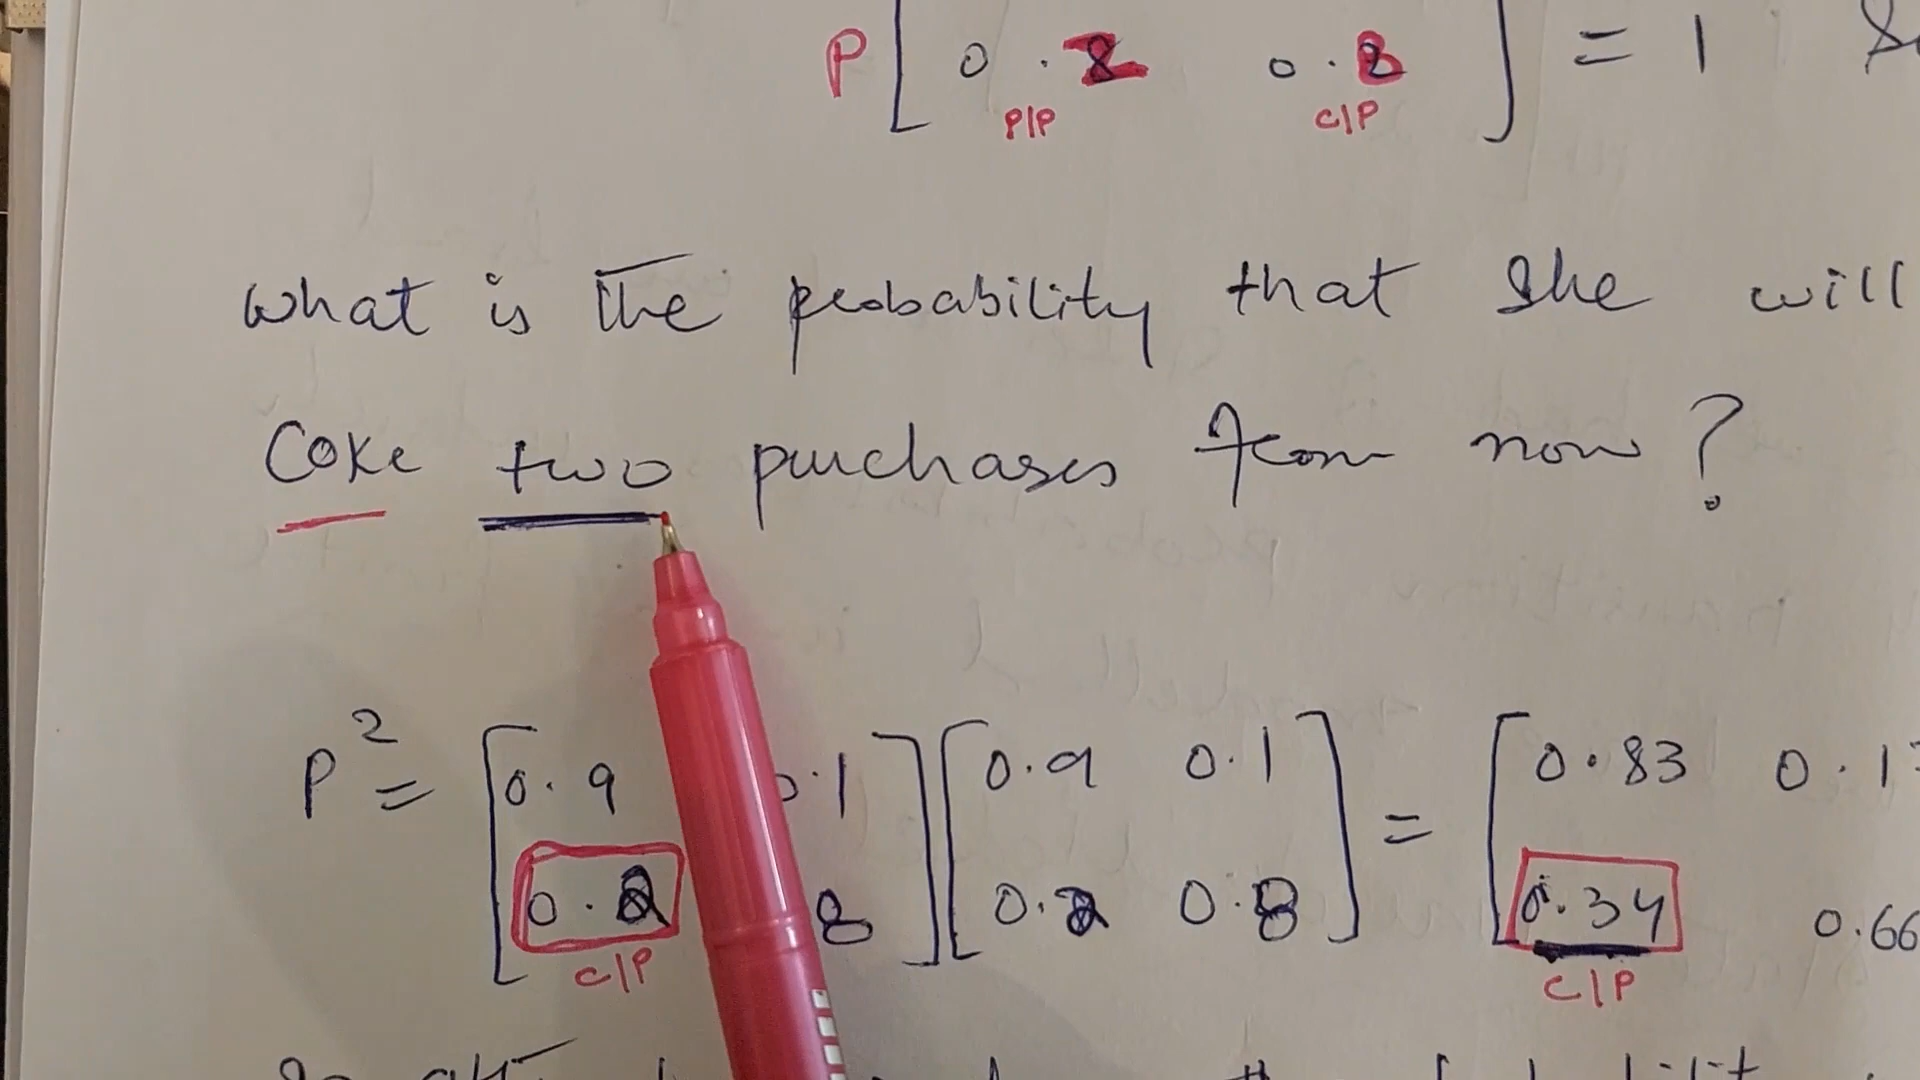 P [ 0.2 0.8 ] = 1
P|P C|P
what is the probability that She will
Coke two purchases from now ?
P² = [ 0.9 0.1 ] [ 0.9 0.1 ] = [ 0.83 0.17
0.2 8 0.2 0.8 0.34 0.66
C|P C|P